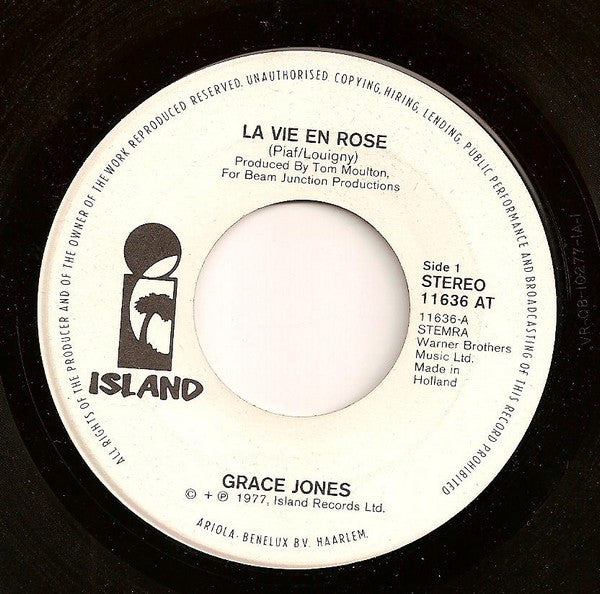 ALL RIGHTS OF THE PRODUCER AND OF THE OWNER OF THE WORK REPRODUCED RESERVED. UNAUTHORISED COPYING, HIRING, LENDING, PUBLIC PERFORMANCE AND BROADCASTING OF THIS RECORD PROHIBITED
LA VIE EN ROSE
(Piaf/Louigny)
Produced By Tom Moulton,
For Beam Junction Productions
ISLAND
Side 1
STEREO
11636 AT
11636-A
STEMRA
Warner Brothers
Music Ltd.
Made in
Holland
GRACE JONES
© + ℗ 1977, Island Records Ltd.
ARIOLA-BENELUX B.V. HAARLEM.